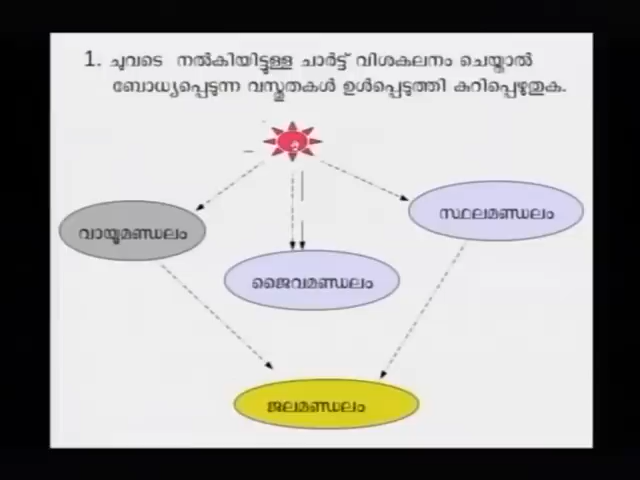 1. ചുവടെ നൽകിയിട്ടുള്ള ചാർട്ട് വിശകലനം ചെയ്താൽ
ബോധ്യപ്പെടുന്ന വസ്തുതകൾ ഉൾപ്പെടുത്തി കുറിപ്പെഴുതുക.
വായുമണ്ഡലം
സ്ഥലമണ്ഡലം
ജൈവമണ്ഡലം
ജലമണ്ഡലം